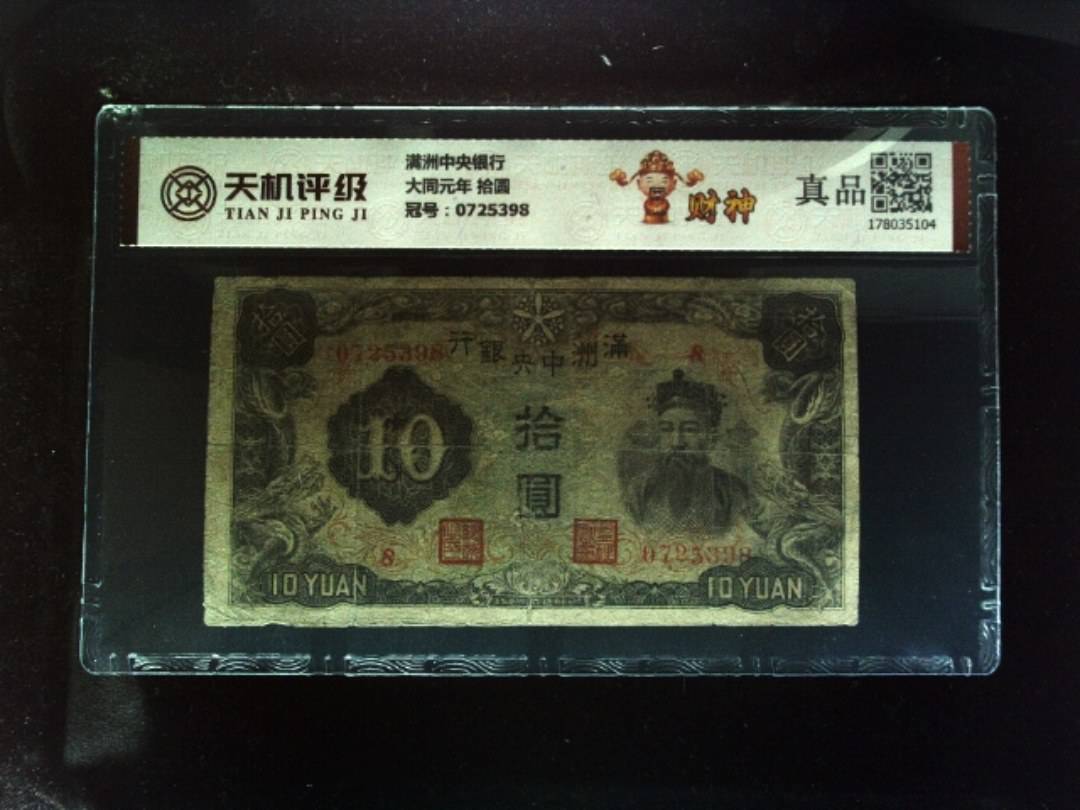 天机评级
TIAN JI PING JI
满洲中央银行
大同元年 拾圆
冠号：0725398
财神
真品
178035104
拾圓
拾圓
0725398
行銀央中洲滿
8
10
拾
圓
8
0725398
10 YUAN
10 YUAN